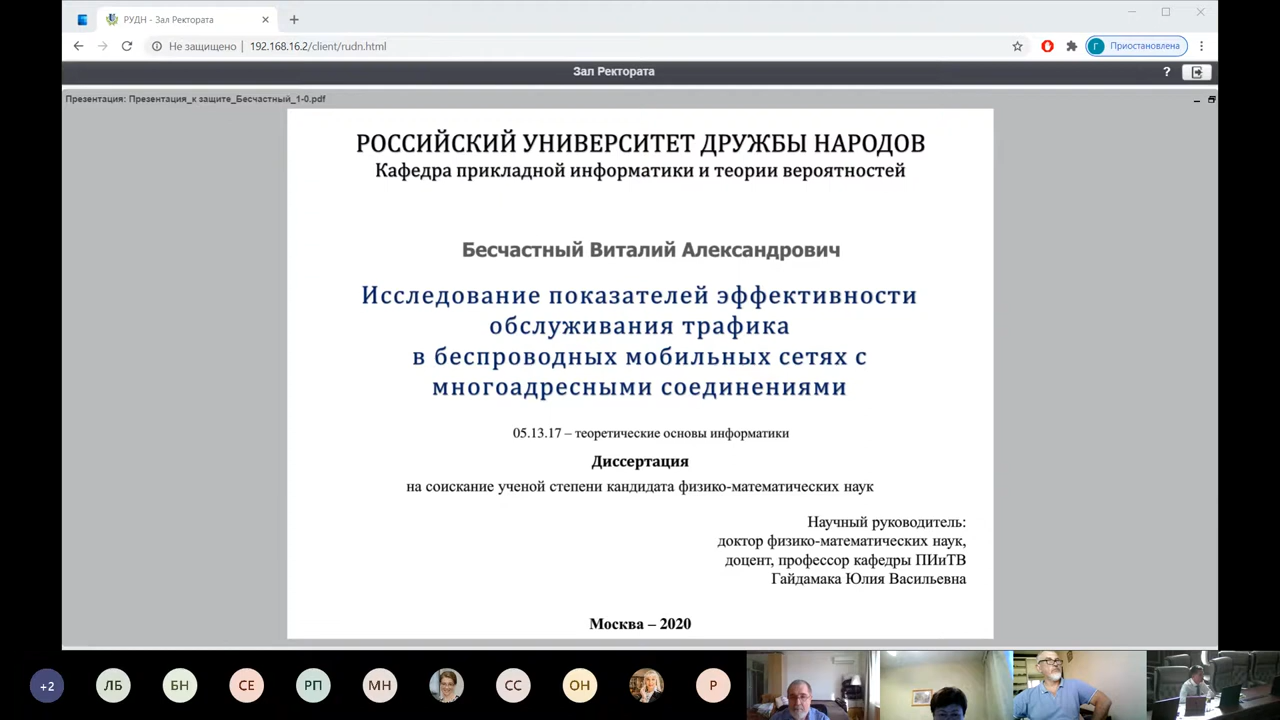 РУДН - Зал Ректората
Не защищено
192.168.16.2/client/rudn.html
Г
Приостановлена
Зал Ректората
?
Презентация: Презентация_к защите_Бесчастный_1-0.pdf
РОССИЙСКИЙ УНИВЕРСИТЕТ ДРУЖБЫ НАРОДОВ
Кафедра прикладной информатики и теории вероятностей
Бесчастный Виталий Александрович
Исследование показателей эффективности
обслуживания трафика
в беспроводных мобильных сетях с
многоадресными соединениями
05.13.17 – теоретические основы информатики
Диссертация
на соискание ученой степени кандидата физико-математических наук
Научный руководитель:
доктор физико-математических наук,
доцент, профессор кафедры ПИиТВ
Гайдамака Юлия Васильевна
Москва – 2020
+2 ЛБ БН СЕ РП МН СС ОН Р